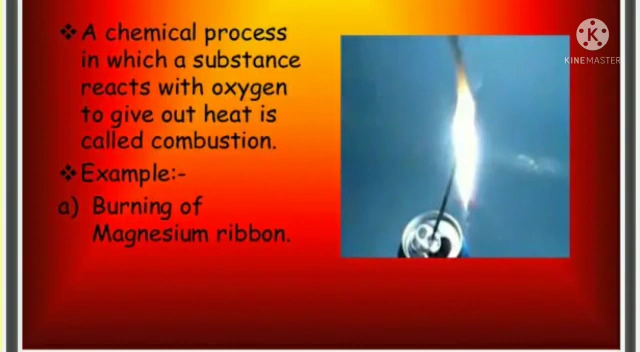 ❖ A chemical process
in which a substance
reacts with oxygen
to give out heat is
called combustion.
❖ Example:-
a) Burning of
Magnesium ribbon.
K
KINEMASTER